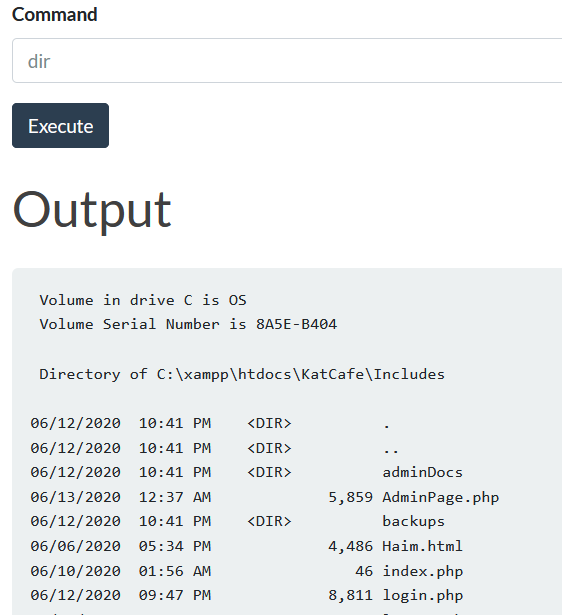 Command
dir
Execute
Output
Volume in drive C is OS
Volume Serial Number is 8A5E-B404
Directory of C:\xampp\htdocs\KatCafe\Includes
06/12/2020 10:41 PM <DIR> .
06/12/2020 10:41 PM <DIR> ..
06/12/2020 10:41 PM <DIR> adminDocs
06/13/2020 12:37 AM 5,859 AdminPage.php
06/12/2020 10:41 PM <DIR> backups
06/06/2020 05:34 PM 4,486 Haim.html
06/10/2020 01:56 AM 46 index.php
06/12/2020 09:47 PM 8,811 login.php